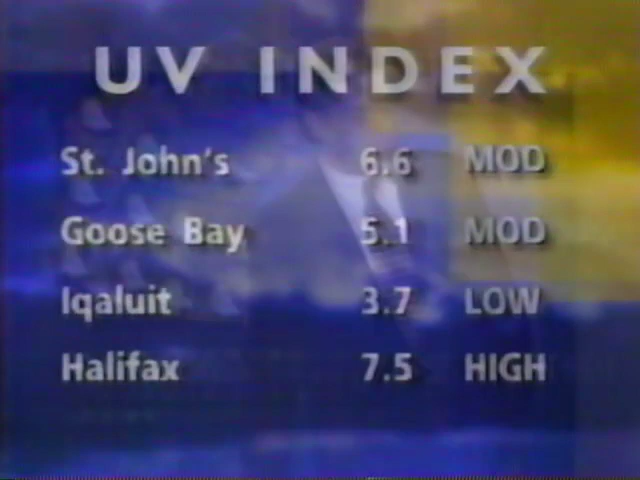 UV INDEX
St. John's 6.6 MOD
Goose Bay 5.1 MOD
Iqaluit 3.7 LOW
Halifax 7.5 HIGH